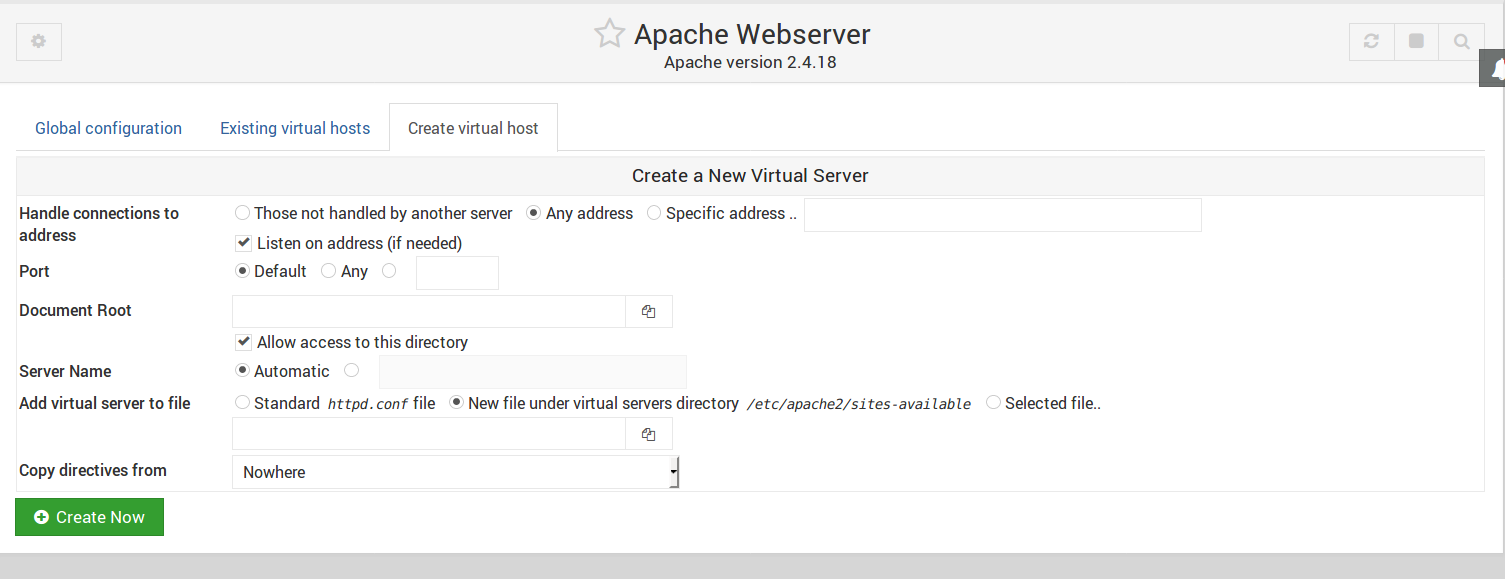 Apache Webserver
Apache version 2.4.18
Global configuration Existing virtual hosts Create virtual host
Create a New Virtual Server
Handle connections to address Those not handled by another server Any address Specific address ..
Listen on address (if needed)
Port Default Any
Document Root
Allow access to this directory
Server Name Automatic
Add virtual server to file Standard httpd.conf file New file under virtual servers directory /etc/apache2/sites-available Selected file..
Copy directives from Nowhere
Create Now